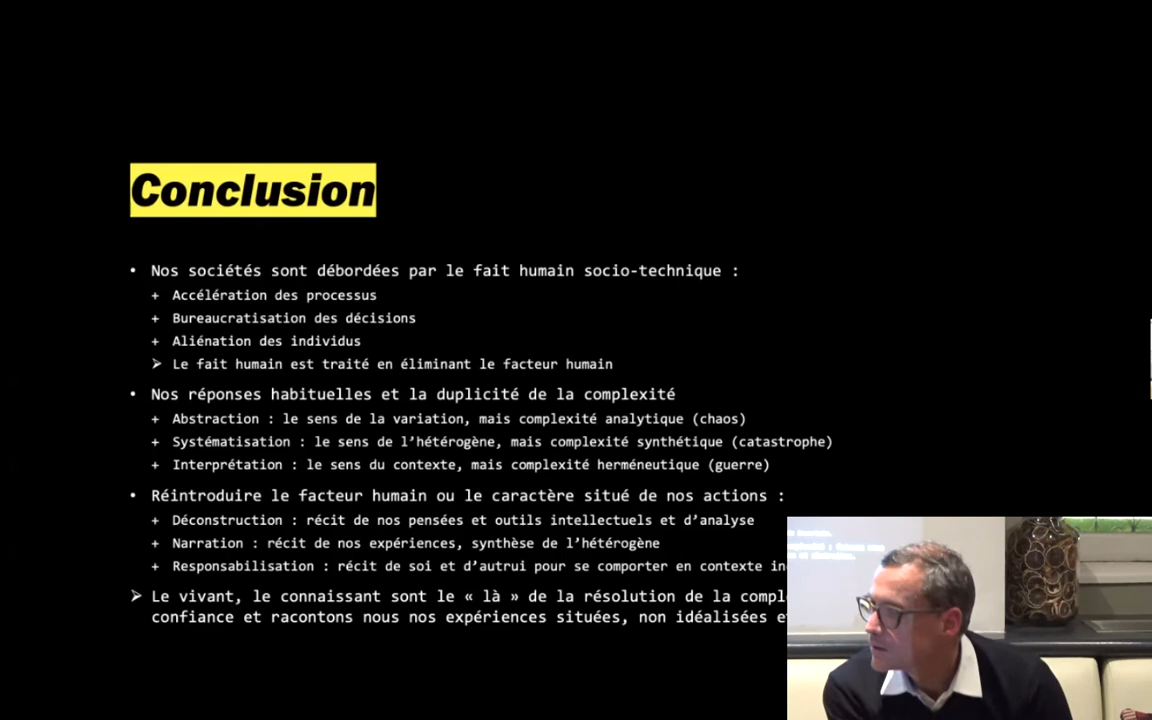 Conclusion
• Nos sociétés sont débordées par le fait humain socio-technique :
+ Accélération des processus
+ Bureaucratisation des décisions
+ Aliénation des individus
➢ Le fait humain est traité en éliminant le facteur humain
• Nos réponses habituelles et la duplicité de la complexité
+ Abstraction : le sens de la variation, mais complexité analytique (chaos)
+ Systématisation : le sens de l’hétérogène, mais complexité synthétique (catastrophe)
+ Interprétation : le sens du contexte, mais complexité herméneutique (guerre)
• Réintroduire le facteur humain ou le caractère situé de nos actions :
+ Déconstruction : récit de nos pensées et outils intellectuels et d’analyse
+ Narration : récit de nos expériences, synthèse de l’hétérogène
+ Responsabilisation : récit de soi et d’autrui pour se comporter en contexte
➢ Le vivant, le connaissant sont le « là » de la résolution de la
confiance et racontons nous nos expériences situées, non idéalisées